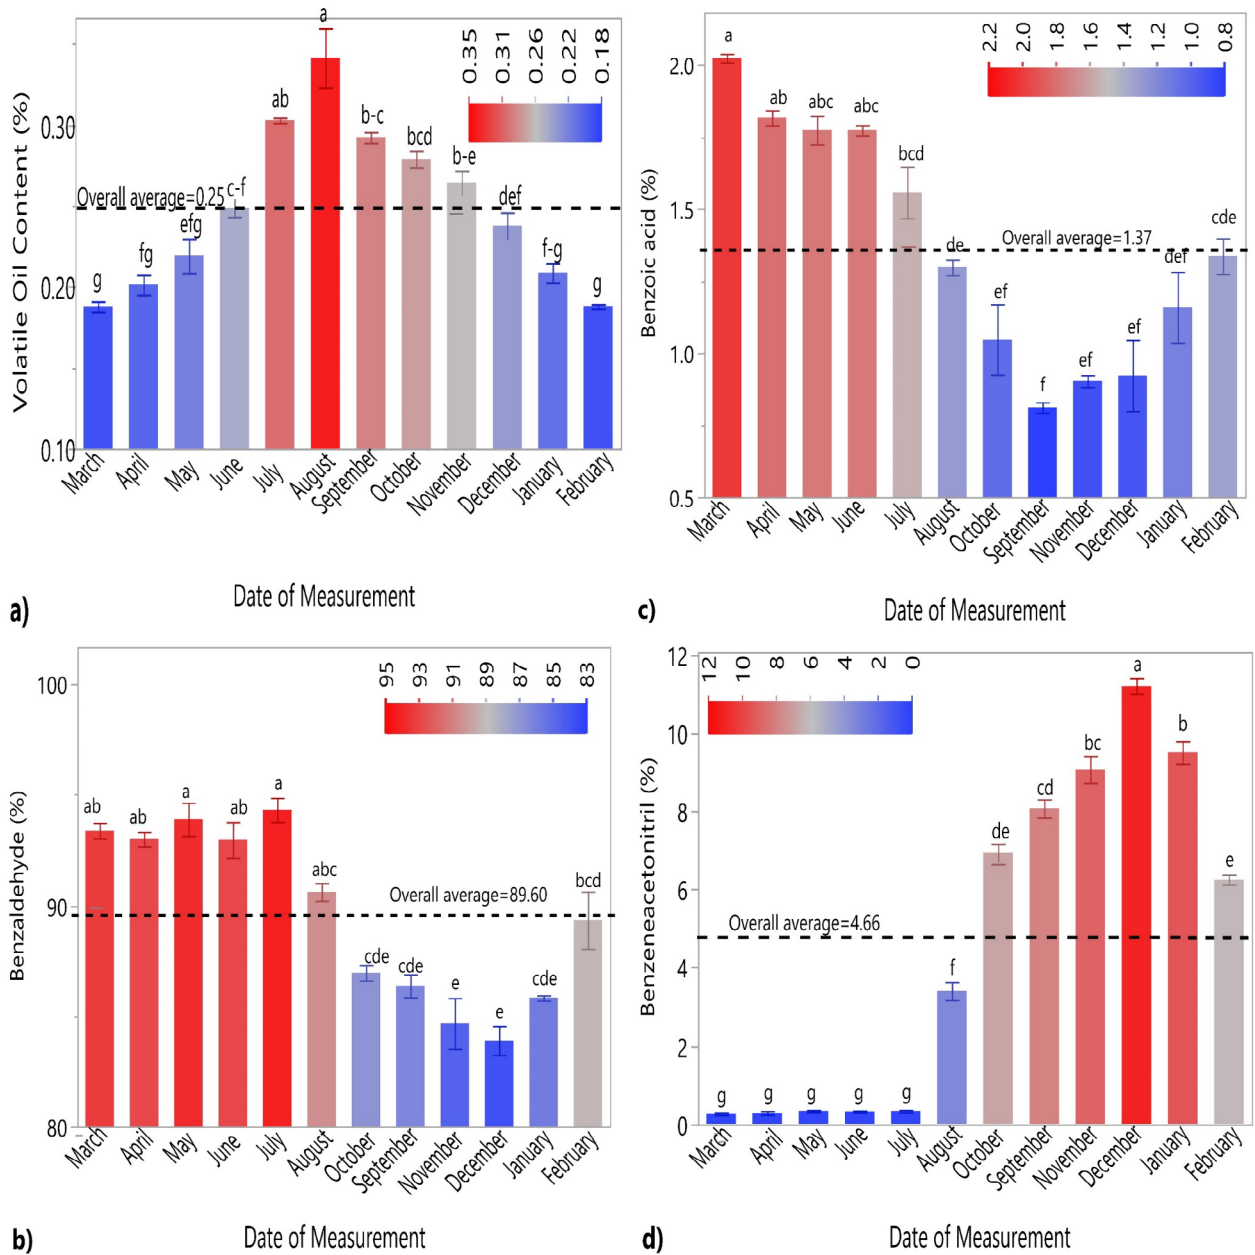 Volatile Oil Content (%)
0.30
0.20
0.10
0.35
0.31
0.26
0.22
0.18
Overall average=0.25
g
fg
efg
c-f
ab
a
b-c
bcd
b-e
def
f-g
g
March
April
May
June
July
August
September
October
November
December
January
February
a)
Date of Measurement
Benzoic acid (%)
2.0
1.5
1.0
0.5
2.2
2.0
1.8
1.6
1.4
1.2
1.0
0.8
Overall average=1.37
a
ab
abc
abc
bcd
de
ef
f
ef
ef
def
cde
March
April
May
June
July
August
October
September
November
December
January
February
c)
Date of Measurement
Benzaldehyde (%)
100
90
80
95
93
91
89
87
85
83
Overall average=89.60
ab
ab
a
ab
a
abc
cde
cde
e
e
cde
bcd
March
April
May
June
July
August
October
September
November
December
January
February
b)
Date of Measurement
Benzeneacetonitril (%)
12
10
8
6
4
2
0
12
10
8
6
4
2
0
Overall average=4.66
g
g
g
g
g
f
de
cd
bc
a
b
e
March
April
May
June
July
August
October
September
November
December
January
February
d)
Date of Measurement